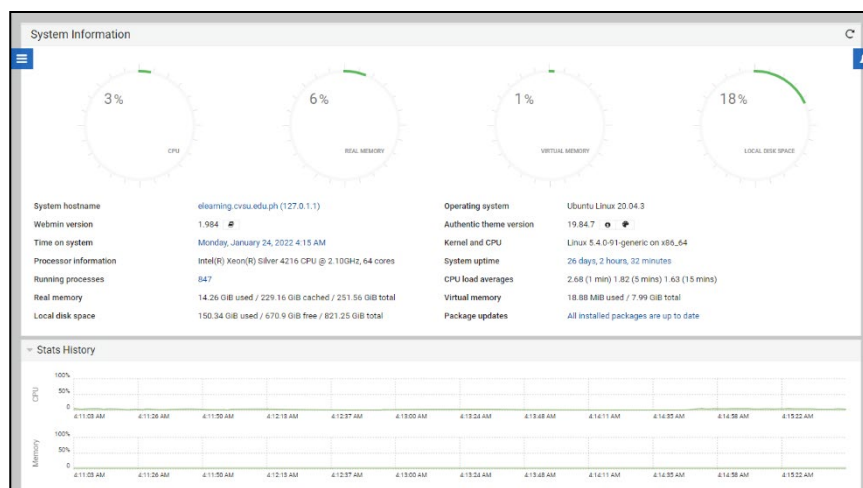 System Information
3%
CPU
6%
REAL MEMORY
1%
VIRTUAL MEMORY
18%
LOCAL DISK SPACE
System hostname elearning.cvsu.edu.ph (127.0.1.1)
Operating system Ubuntu Linux 20.04.3
Webmin version 1.984
Authentic theme version 19.84.7
Time on system Monday, January 24, 2022 4:15 AM
Kernel and CPU Linux 5.4.0-91-generic on x86_64
Processor information Intel(R) Xeon(R) Silver 4216 CPU @ 2.10GHz, 64 cores
System uptime 26 days, 2 hours, 32 minutes
Running processes 847
CPU load averages 2.68 (1 min) 1.82 (5 mins) 1.63 (15 mins)
Real memory 14.26 GiB used / 229.16 GiB cached / 251.56 GiB total
Virtual memory 18.88 MiB used / 7.99 GiB total
Local disk space 150.34 GiB used / 670.9 GiB free / 821.25 GiB total
Package updates All installed packages are up to date
Stats History
CPU
100%
50%
0
4:11:03 AM 4:11:26 AM 4:11:50 AM 4:12:13 AM 4:12:37 AM 4:13:00 AM 4:13:24 AM 4:13:48 AM 4:14:11 AM 4:14:35 AM 4:14:58 AM 4:15:22 AM
Memory
100%
50%
0
4:11:03 AM 4:11:26 AM 4:11:50 AM 4:12:13 AM 4:12:37 AM 4:13:00 AM 4:13:24 AM 4:13:48 AM 4:14:11 AM 4:14:35 AM 4:14:58 AM 4:15:22 AM